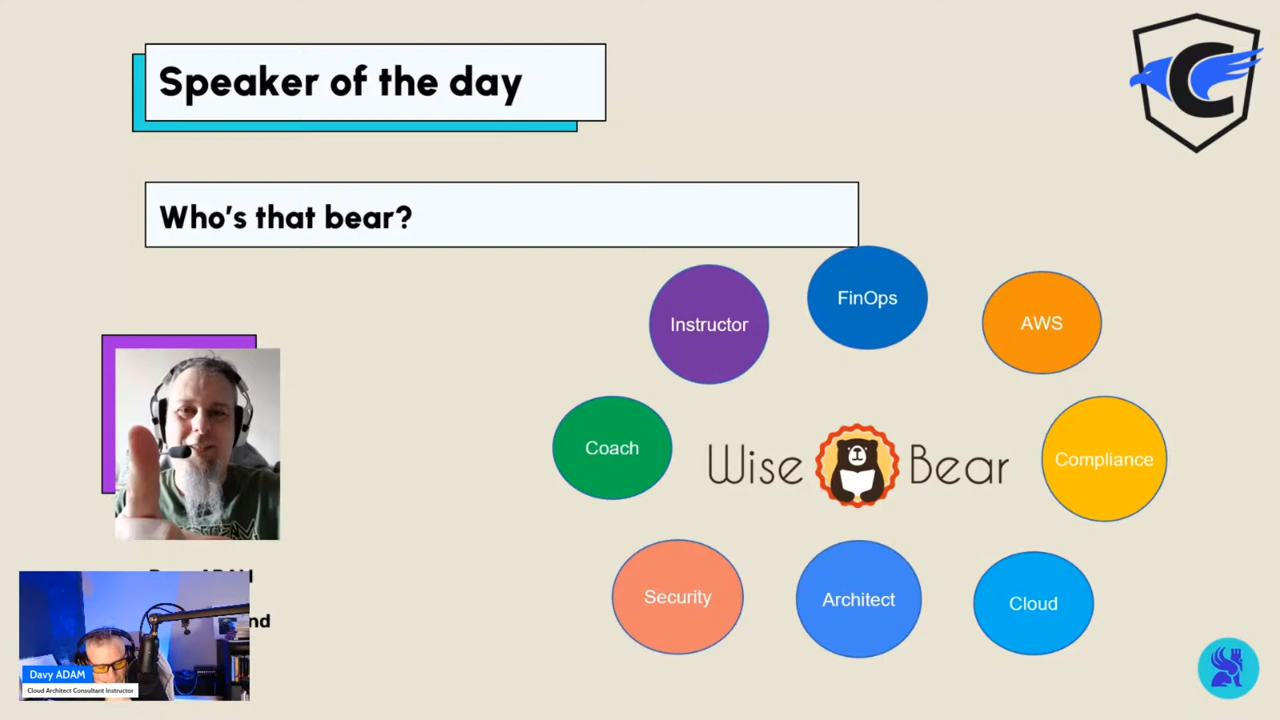 Speaker of the day
C
Who's that bear?
Instructor
FinOps
AWS
Coach
Wise Bear
Compliance
Security
Architect
Cloud
Davy ADAM
Cloud Architect Consultant Instructor